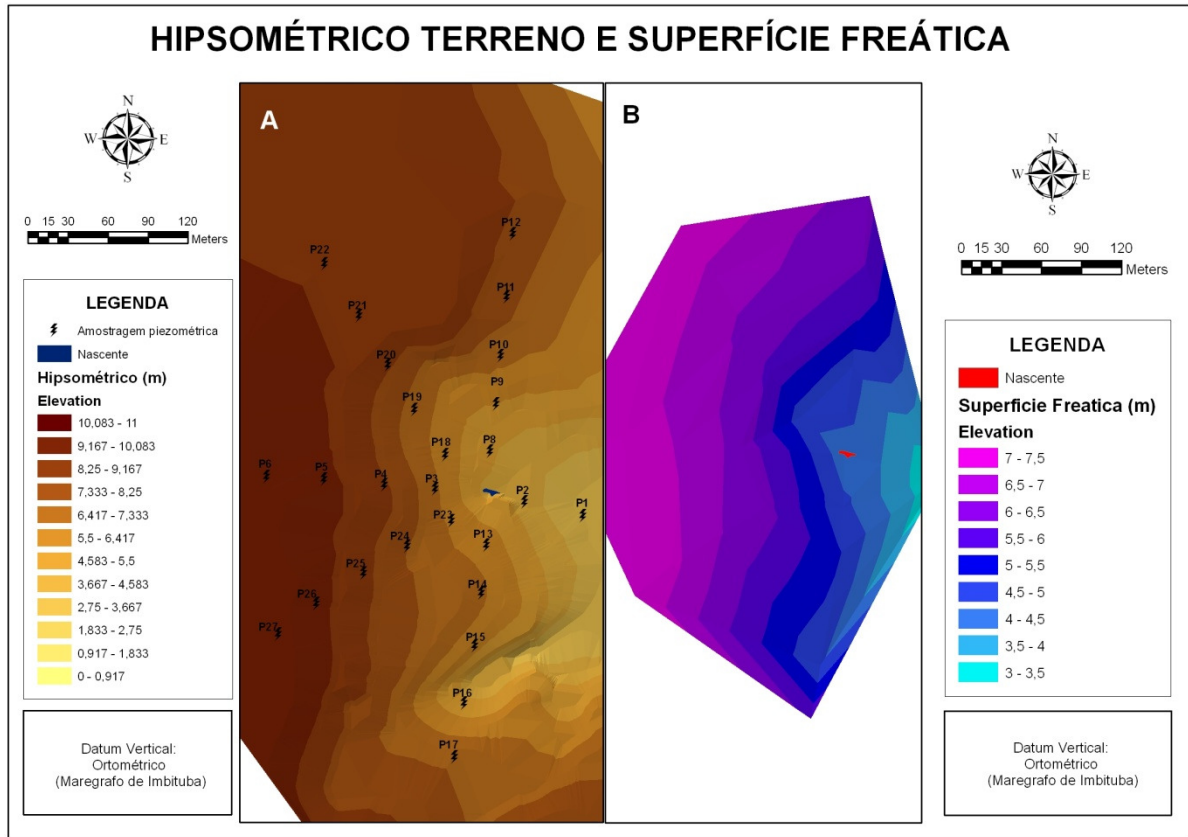 HIPSOMÉTRICO TERRENO E SUPERFÍCIE FREÁTICA
N
W E
S
0 15 30 60 90 120
Meters
LEGENDA
Amostragem piezométrica
Nascente
Hipsométrico (m)
Elevation
10,083 - 11
9,167 - 10,083
8,25 - 9,167
7,333 - 8,25
6,417 - 7,333
5,5 - 6,417
4,583 - 5,5
3,667 - 4,583
2,75 - 3,667
1,833 - 2,75
0,917 - 1,833
0 - 0,917
Datum Vertical:
Ortométrico
(Maregrafo de Imbituba)
A
P12
P22
P11
P21
P10
P20
P9
P19
P18
P8
P6
P5
P4
P3
P2
P1
P23
P24
P13
P25
P14
P26
P27
P15
P16
P17
B
N
W E
S
0 15 30 60 90 120
Meters
LEGENDA
Nascente
Superficie Freatica (m)
Elevation
7 - 7,5
6,5 - 7
6 - 6,5
5,5 - 6
5 - 5,5
4,5 - 5
4 - 4,5
3,5 - 4
3 - 3,5
Datum Vertical:
Ortométrico
(Maregrafo de Imbituba)